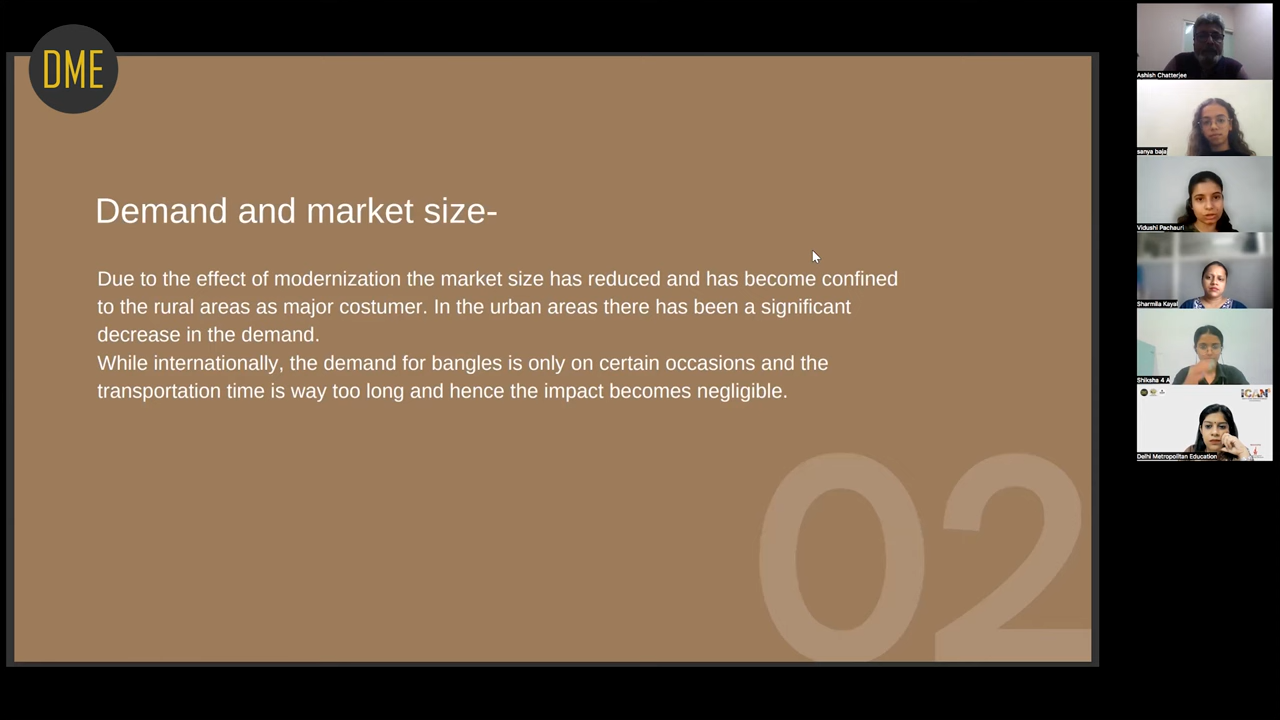 DME
Demand and market size-
Due to the effect of modernization the market size has reduced and has become confined
to the rural areas as major costumer. In the urban areas there has been a significant
decrease in the demand.
While internationally, the demand for bangles is only on certain occasions and the
transportation time is way too long and hence the impact becomes negligible.
02
Ashish Chatterjee
sanya bajaj
Vidushi Pachauri
Sharmila Kayal
Shiksha 4 A
iCAN
Delhi Metropolitan Education